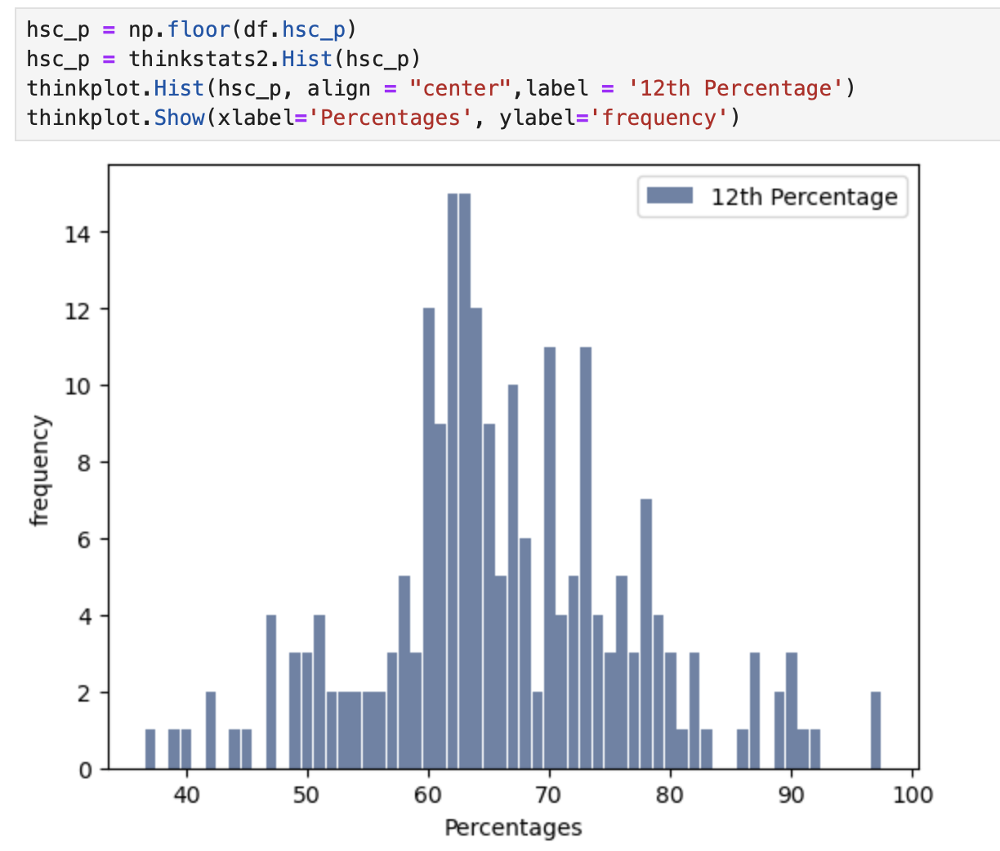 hsc_p = np.floor(df.hsc_p)
hsc_p = thinkstats2.Hist(hsc_p)
thinkplot.Hist(hsc_p, align = "center",label = '12th Percentage')
thinkplot.Show(xlabel='Percentages', ylabel='frequency')
12th Percentage
14
12
10
8
6
4
2
0
frequency
40 50 60 70 80 90 100
Percentages